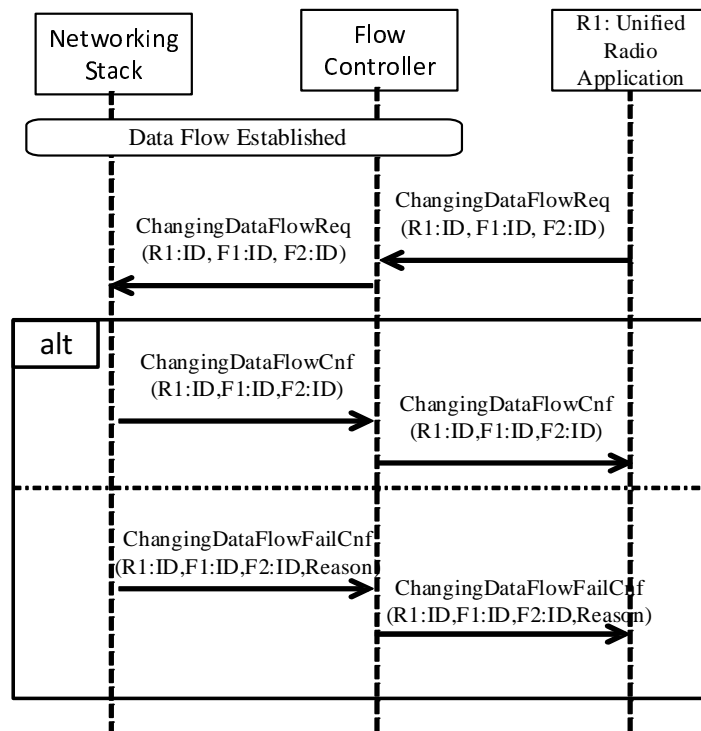 Networking
Stack
Flow
Controller
R1: Unified
Radio
Application
Data Flow Established
ChangingDataFlowReq
(R1:ID, F1:ID, F2:ID)
ChangingDataFlowReq
(R1:ID, F1:ID, F2:ID)
alt
ChangingDataFlowCnf
(R1:ID,F1:ID,F2:ID)
ChangingDataFlowCnf
(R1:ID,F1:ID,F2:ID)
ChangingDataFlowFailCnf
(R1:ID,F1:ID,F2:ID,Reason)
ChangingDataFlowFailCnf
(R1:ID,F1:ID,F2:ID,Reason)